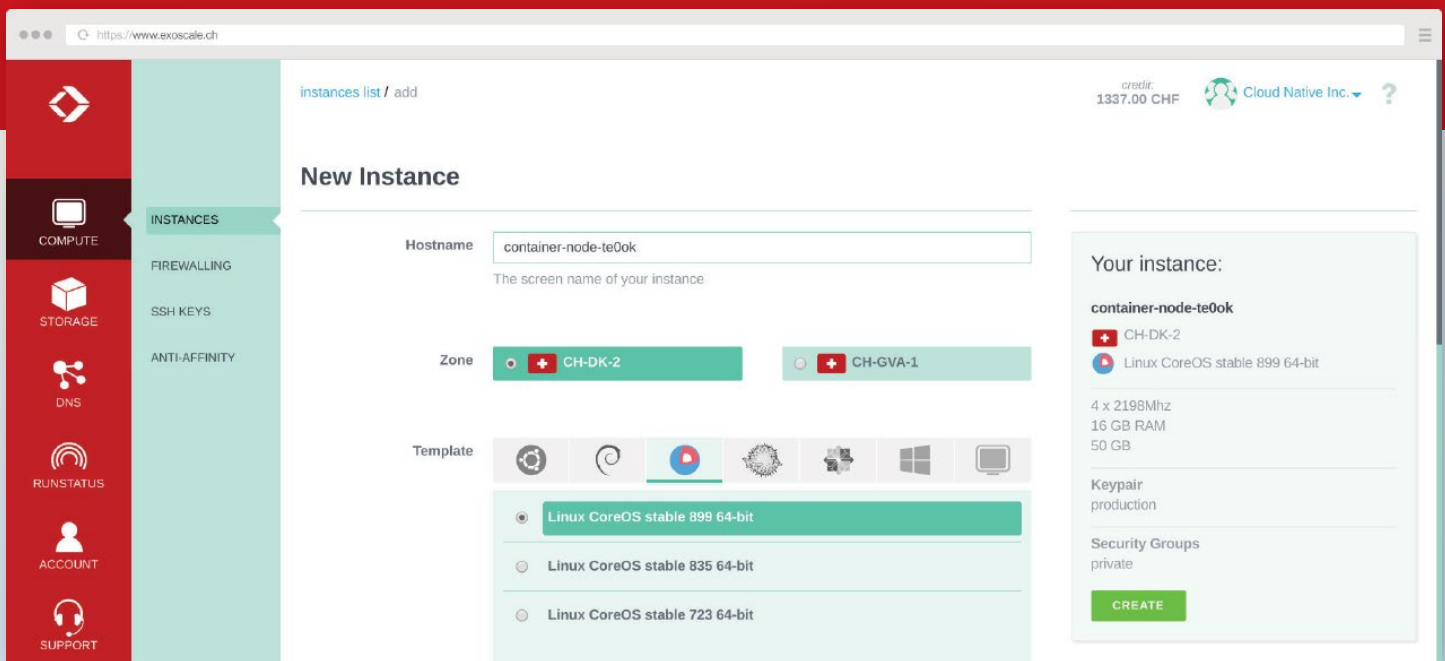 https://www.exoscale.ch
instances list / add
credit:
1337.00 CHF
Cloud Native Inc.
?
COMPUTE
STORAGE
DNS
RUNSTATUS
ACCOUNT
SUPPORT
INSTANCES
FIREWALLING
SSH KEYS
ANTI-AFFINITY
New Instance
Hostname
container-node-te0ok
The screen name of your instance
Zone
CH-DK-2
CH-GVA-1
Template
Linux CoreOS stable 899 64-bit
Linux CoreOS stable 835 64-bit
Linux CoreOS stable 723 64-bit
Your instance:
container-node-te0ok
CH-DK-2
Linux CoreOS stable 899 64-bit
4 x 2198Mhz
16 GB RAM
50 GB
Keypair
production
Security Groups
private
CREATE